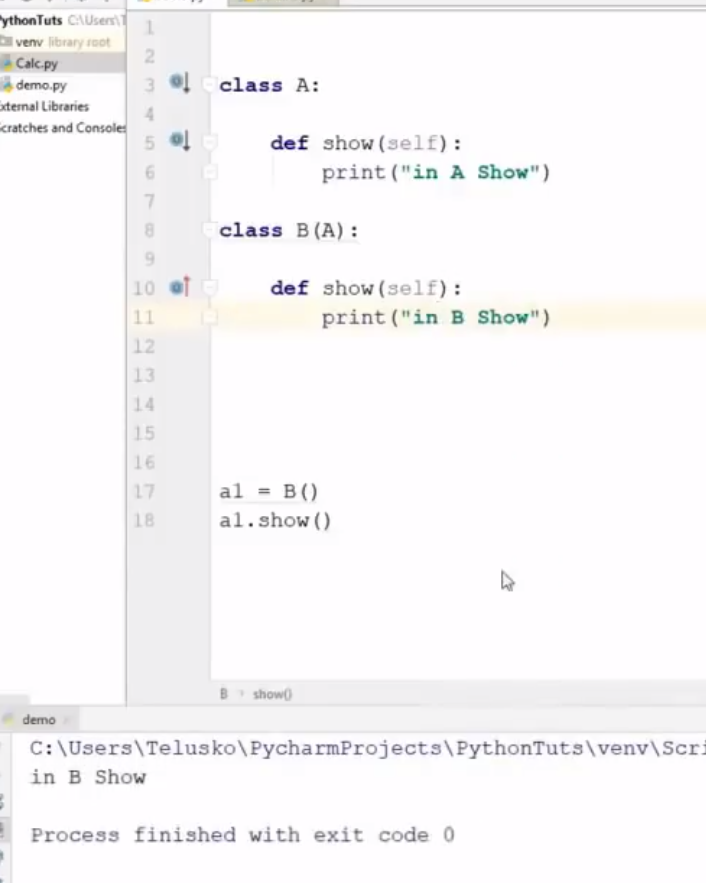 PythonTuts C:\Users\T
venv library root
Calc.py
demo.py
External Libraries
Scratches and Consoles
1
2
3 class A:
4
5 def show(self):
6 print("in A Show")
7
8 class B(A):
9
10 def show(self):
11 print("in B Show")
12
13
14
15
16
17 a1 = B()
18 a1.show()
B › show()
demo
C:\Users\Telusko\PycharmProjects\PythonTuts\venv\Scri
in B Show
Process finished with exit code 0